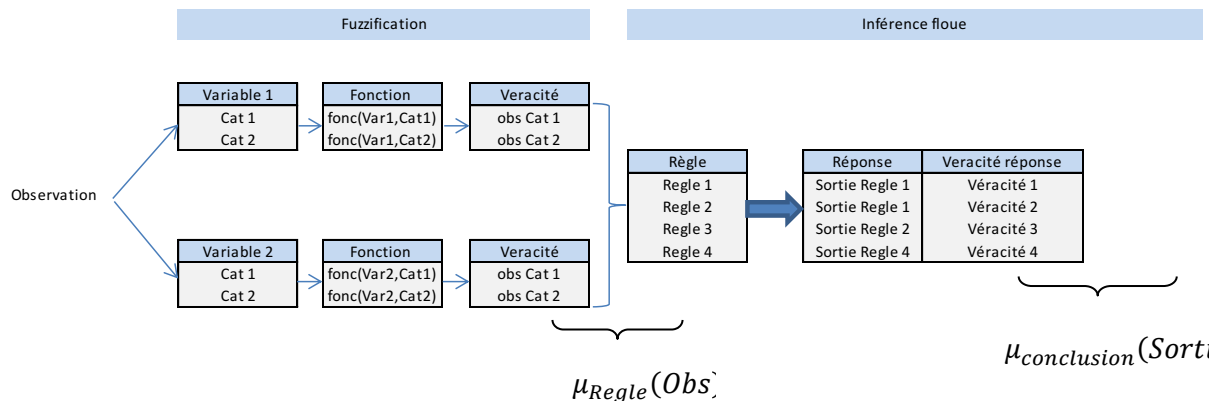 Fuzzification
Inférence floue
Variable 1
Cat 1
Cat 2
Fonction
fonc(Var1,Cat1)
fonc(Var1,Cat2)
Veracité
obs Cat 1
obs Cat 2
Observation
Variable 2
Cat 1
Cat 2
Fonction
fonc(Var2,Cat1)
fonc(Var2,Cat2)
Veracité
obs Cat 1
obs Cat 2
Règle
Regle 1
Regle 2
Regle 3
Regle 4
Réponse Veracité réponse
Sortie Regle 1 Véracité 1
Sortie Regle 1 Véracité 2
Sortie Regle 2 Véracité 3
Sortie Regle 4 Véracité 4
μRegle(Obs)
μconclusion(Sorti